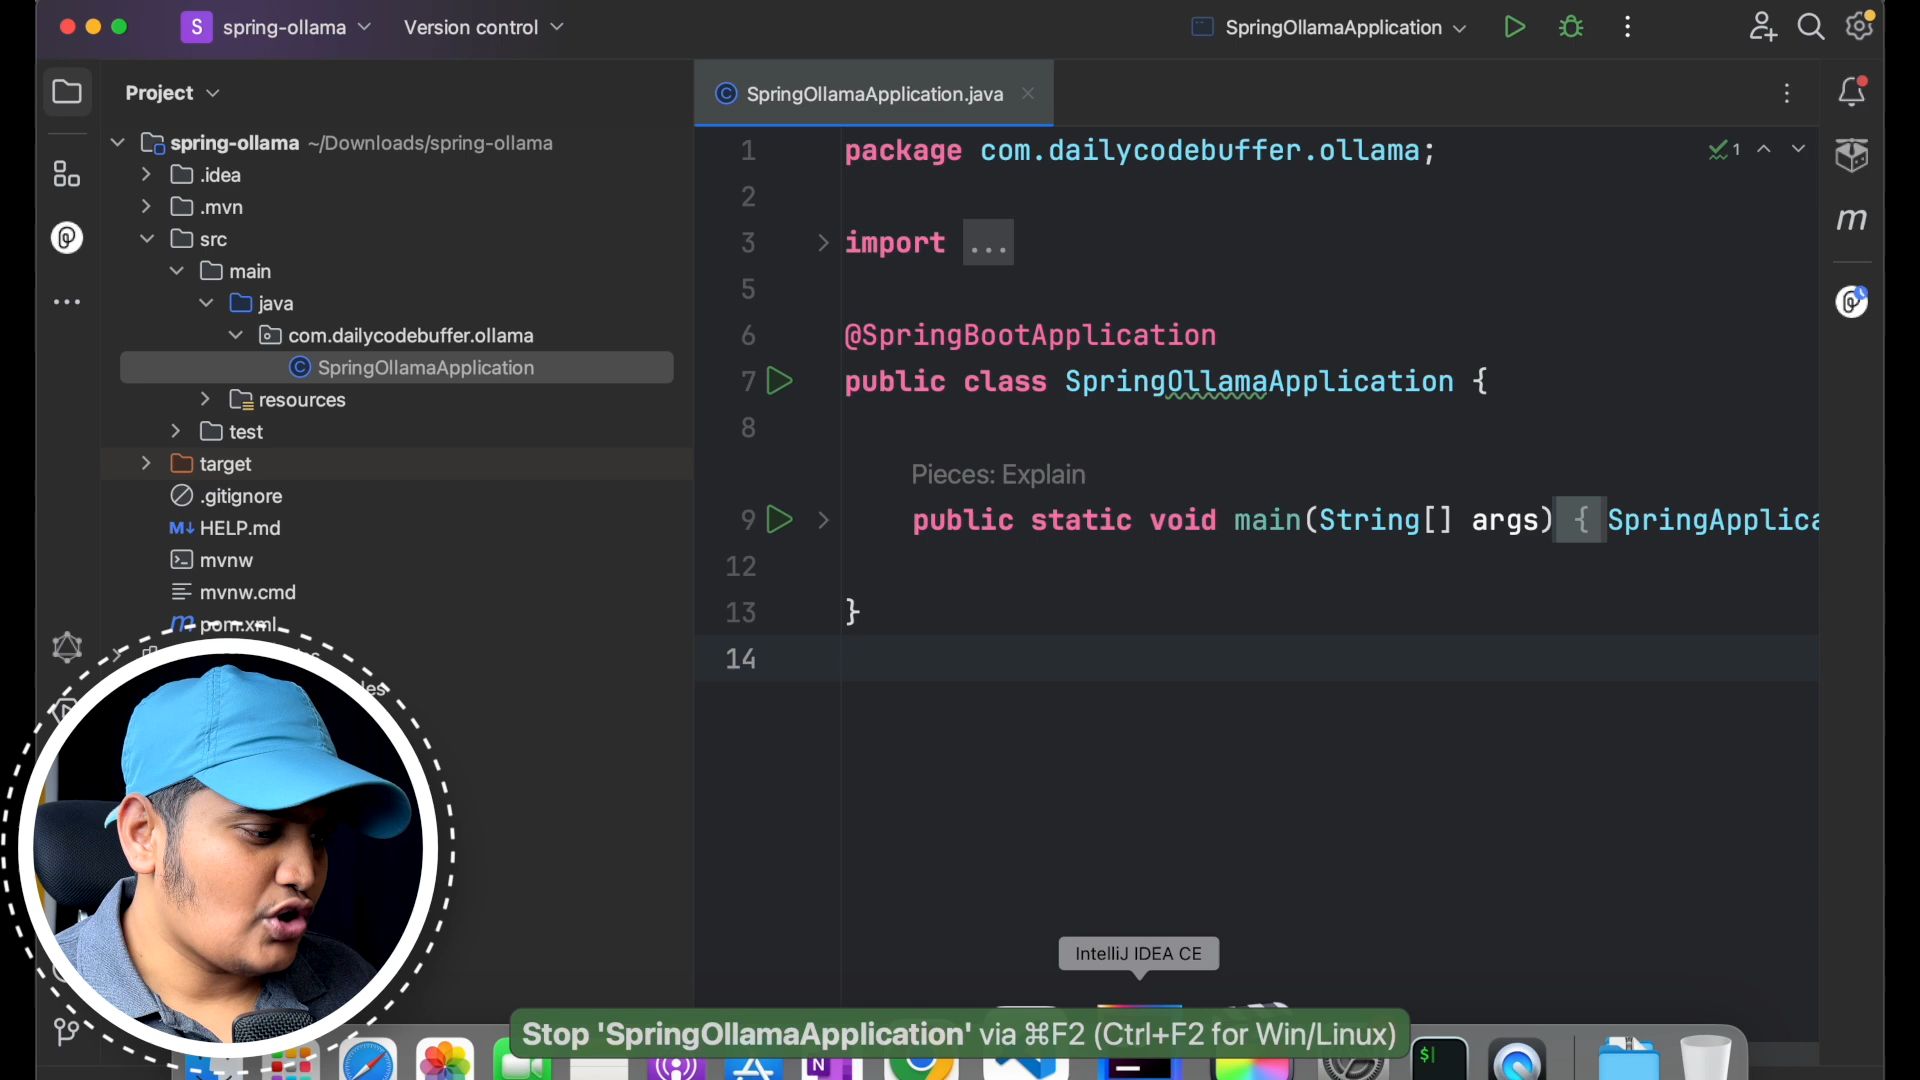 S spring-ollama
Version control
SpringOllamaApplication
Project
SpringOllamaApplication.java
spring-ollama ~/Downloads/spring-ollama
.idea
.mvn
src
main
java
com.dailycodebuffer.ollama
SpringOllamaApplication
resources
test
target
.gitignore
M↓ HELP.md
mvnw
mvnw.cmd
m pom.xml
1 package com.dailycodebuffer.ollama;
2
3 import ...
5
6 @SpringBootApplication
7 public class SpringOllamaApplication {
8
Pieces: Explain
9 public static void main(String[] args) { SpringApplica
12
13 }
14
1
m
IntelliJ IDEA CE
Stop 'SpringOllamaApplication' via ⌘F2 (Ctrl+F2 for Win/Linux)
N
$